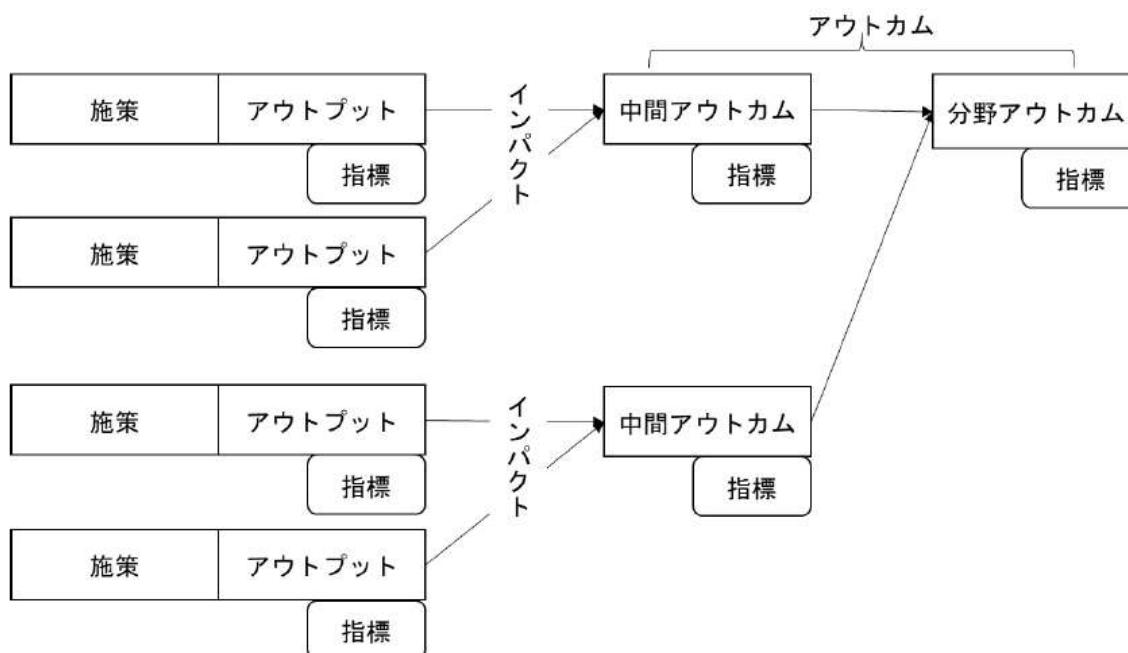 アウトカム
施策
アウトプット
インパクト
中間アウトカム
分野アウトカム
指標
指標
指標
施策
アウトプット
指標
施策
アウトプット
インパクト
中間アウトカム
指標
指標
施策
アウトプット
指標